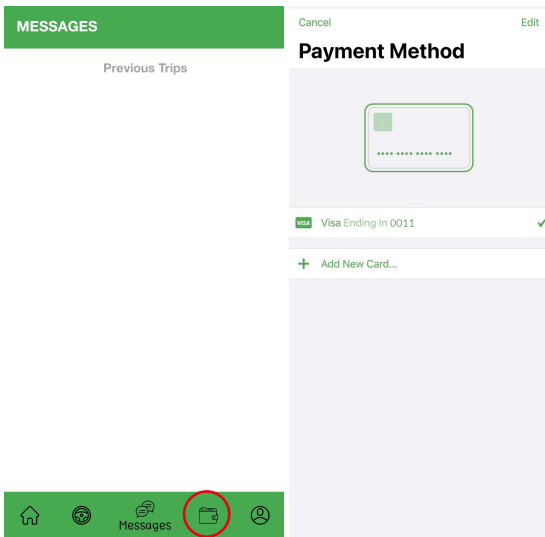 MESSAGES
Previous Trips
Messages
Cancel
Edit
Payment Method
VISA
Visa Ending In 0011
Add New Card...